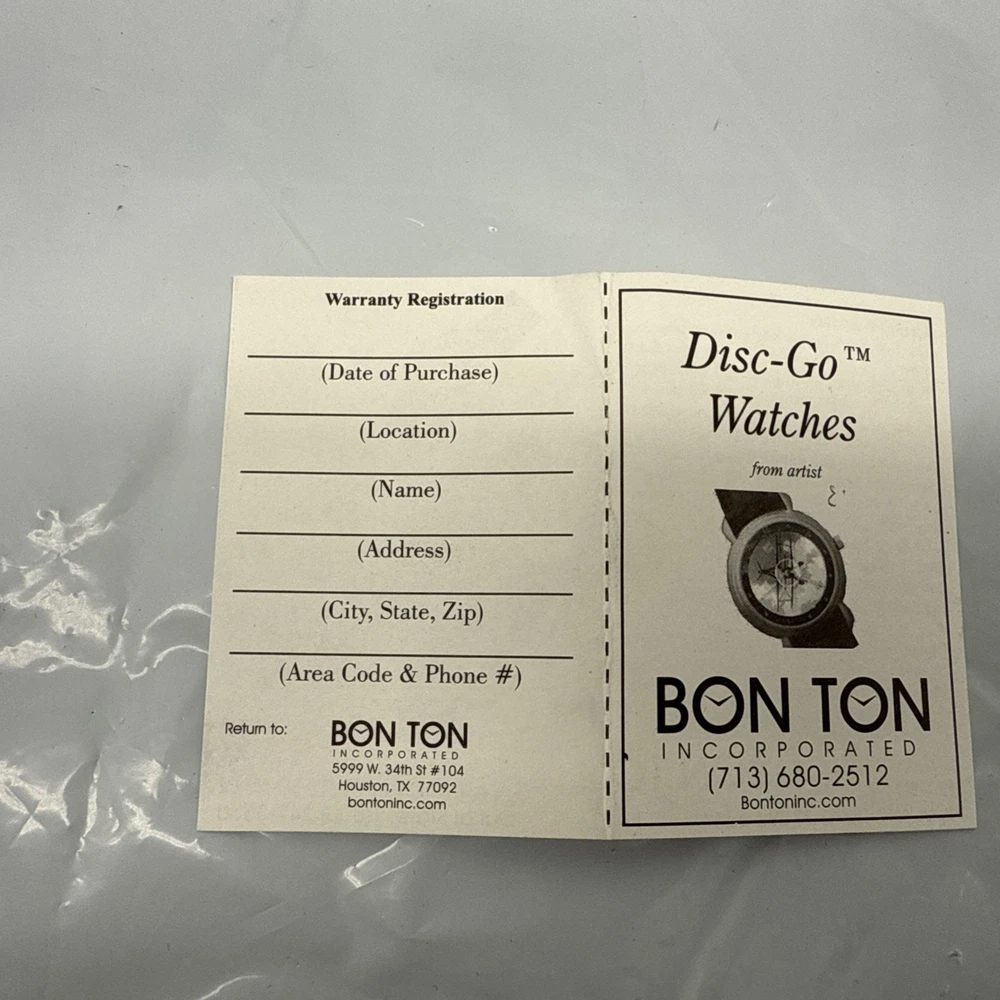 Warranty Registration
(Date of Purchase)
(Location)
(Name)
(Address)
(City, State, Zip)
(Area Code & Phone #)
Return to:
BON TON
INCORPORATED
5999 W. 34th St #104
Houston, TX 77092
bontoninc.com
Disc-Go™
Watches
from artist
BON TON
INCORPORATED
(713) 680-2512
Bontoninc.com